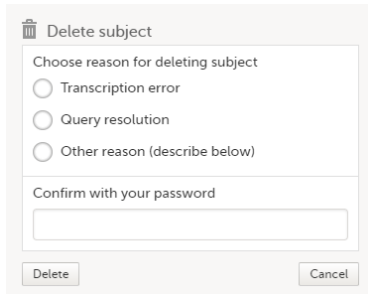 Delete subject
Choose reason for deleting subject
Transcription error
Query resolution
Other reason (describe below)
Confirm with your password
Delete
Cancel